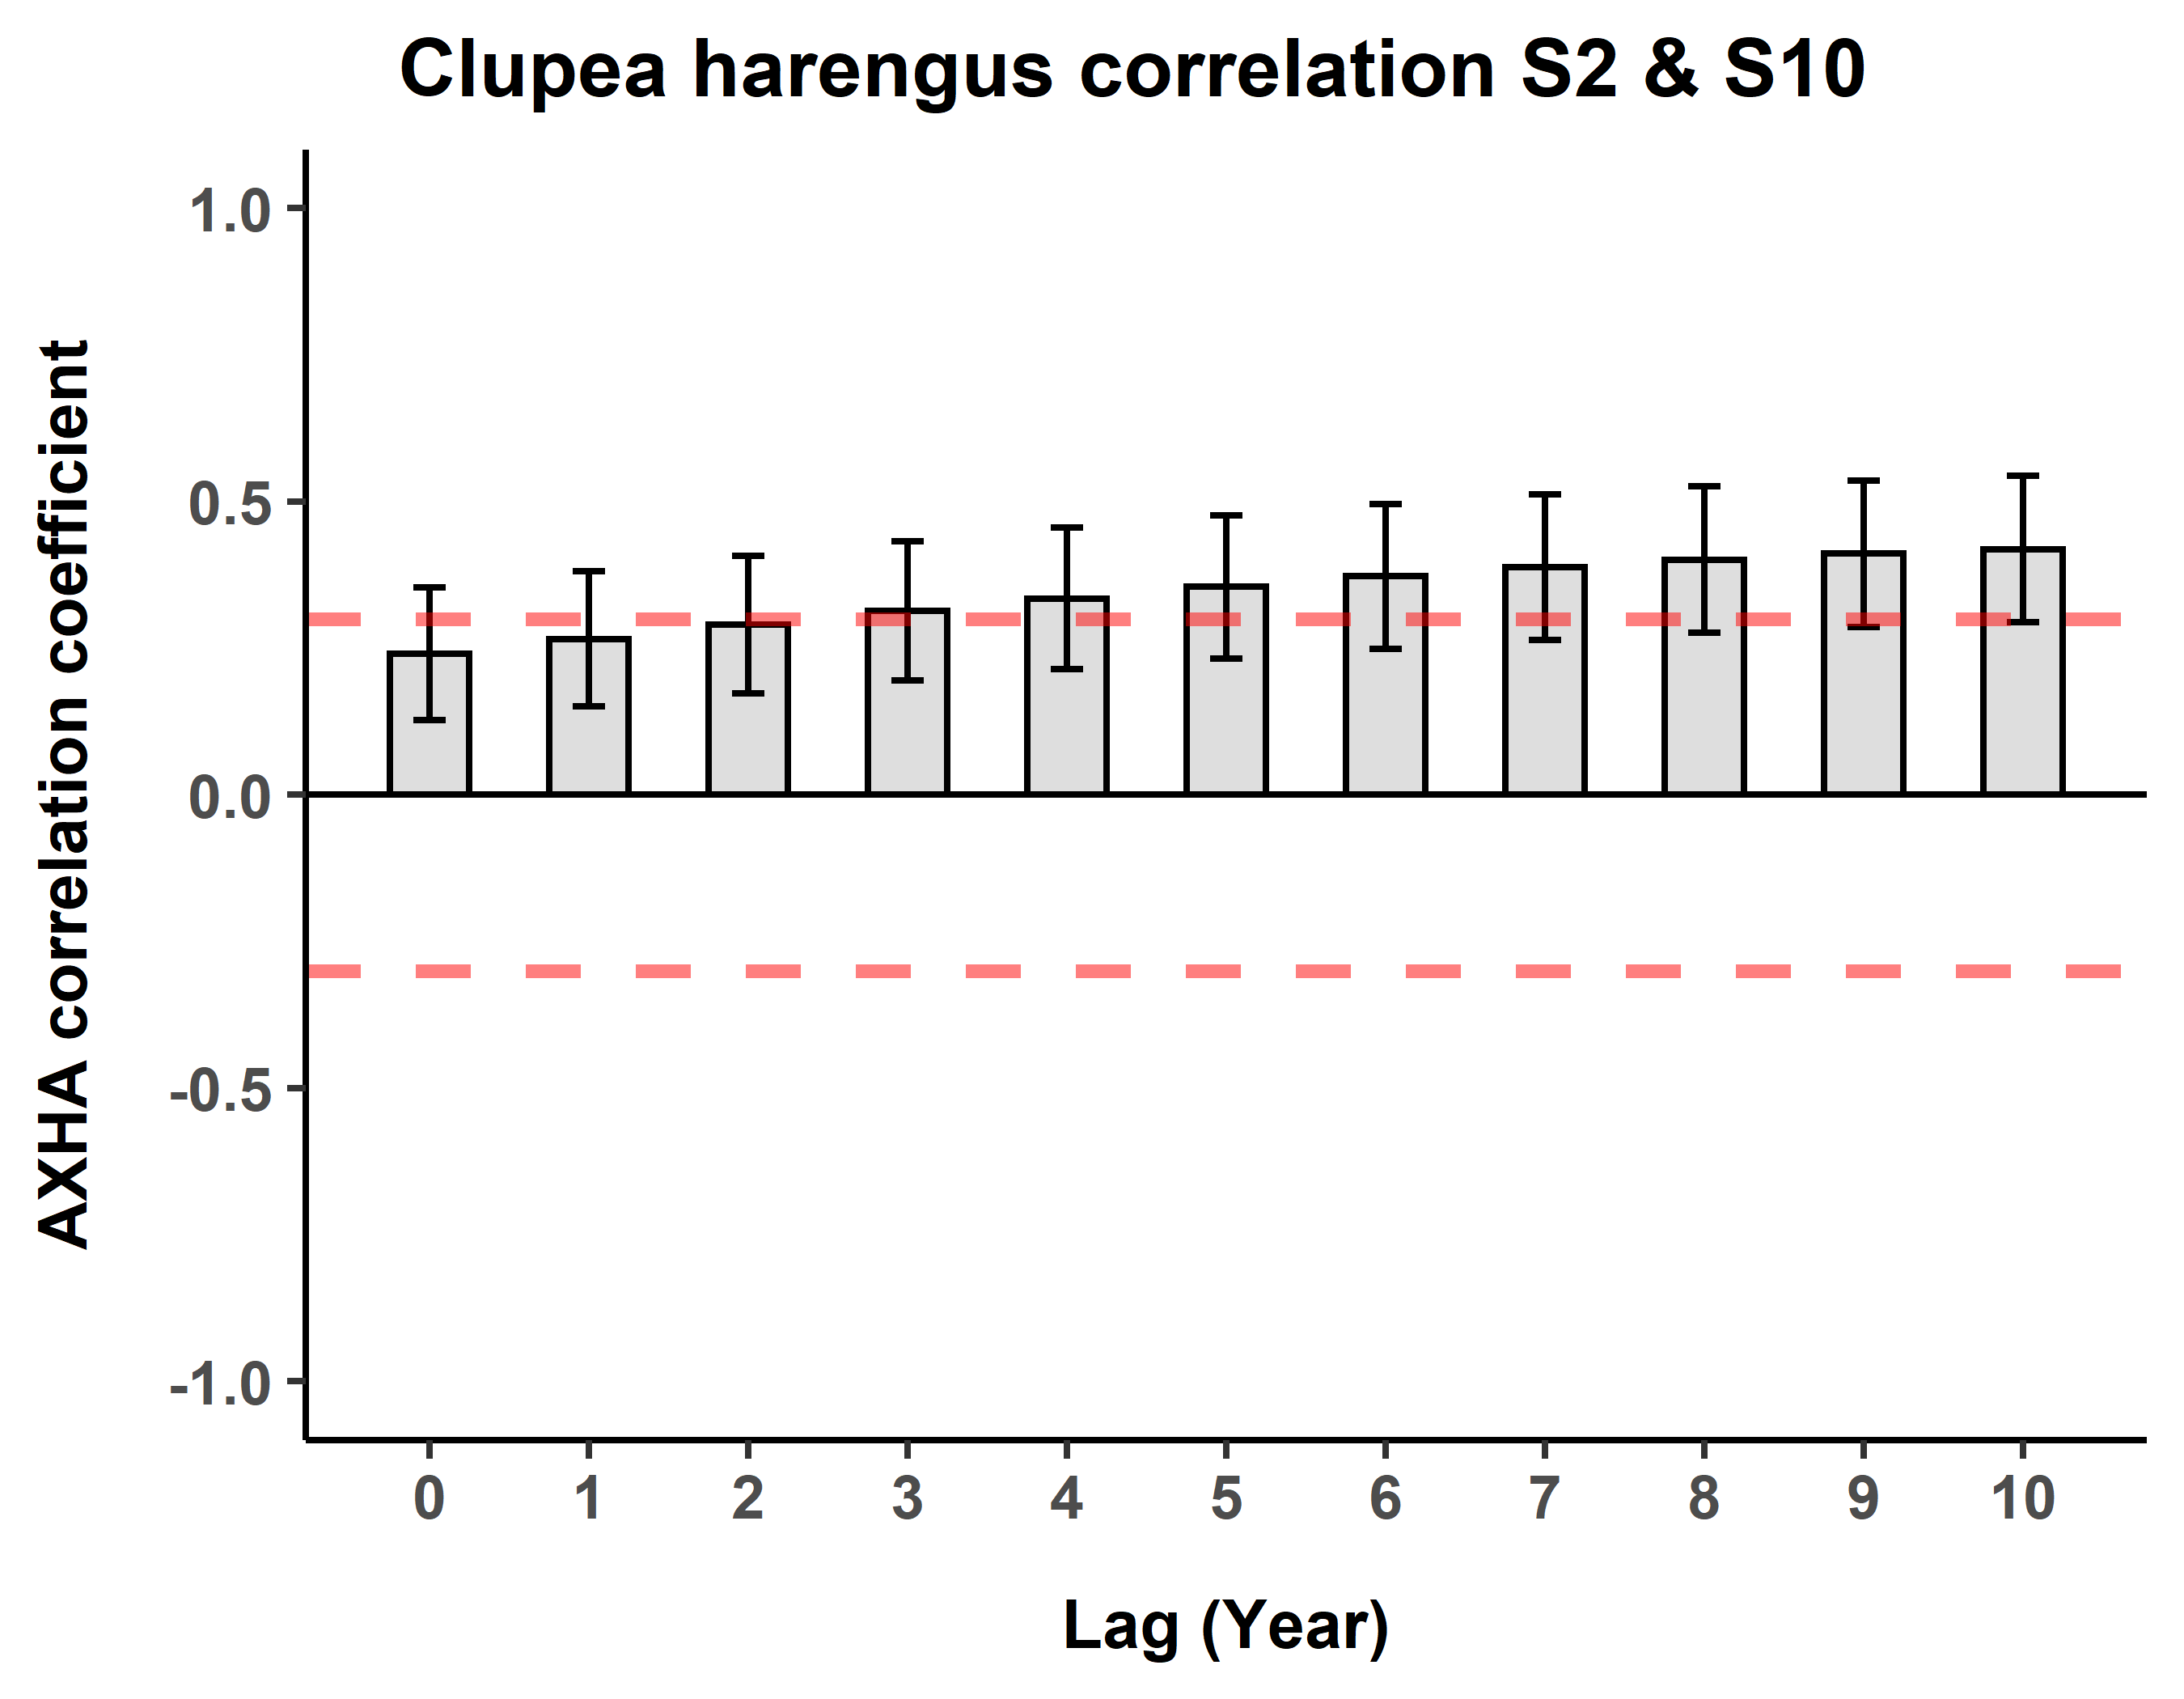 Clupea harengus correlation S2 & S10
AXHA correlation coefficient
1.0
0.5
0.0
-0.5
-1.0
0 1 2 3 4 5 6 7 8 9 10
Lag (Year)